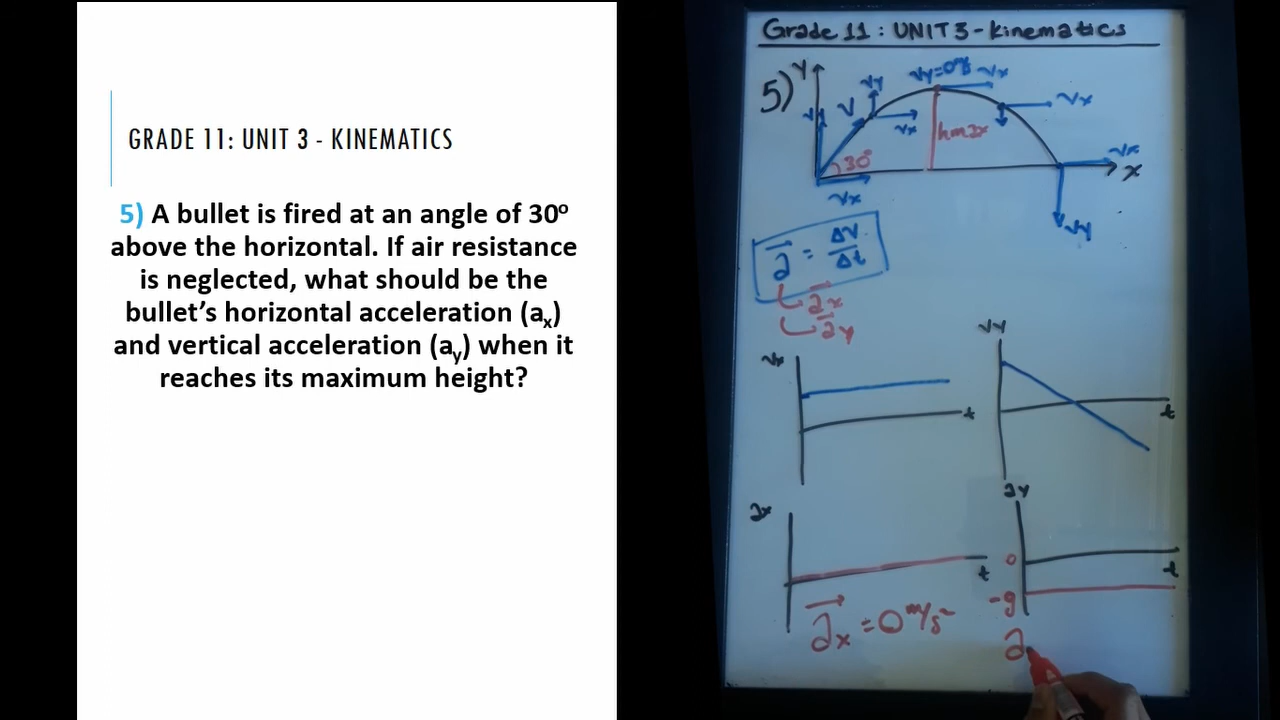 GRADE 11: UNIT 3 - KINEMATICS
5) A bullet is fired at an angle of 30º
above the horizontal. If air resistance
is neglected, what should be the
bullet's horizontal acceleration (ax)
and vertical acceleration (ay) when it
reaches its maximum height?
Grade 11 : UNIT 3 - kinematics
5)
Y
Vy
Vy=0m/s
Vx
V
Vx
Vx
hmax
30°
Vx
x
Vx
Vy
a = ΔV/Δt
ax
ay
Vx
t
Vy
t
ax
t
ay
0
t
-g
ax = 0 m/s²
a